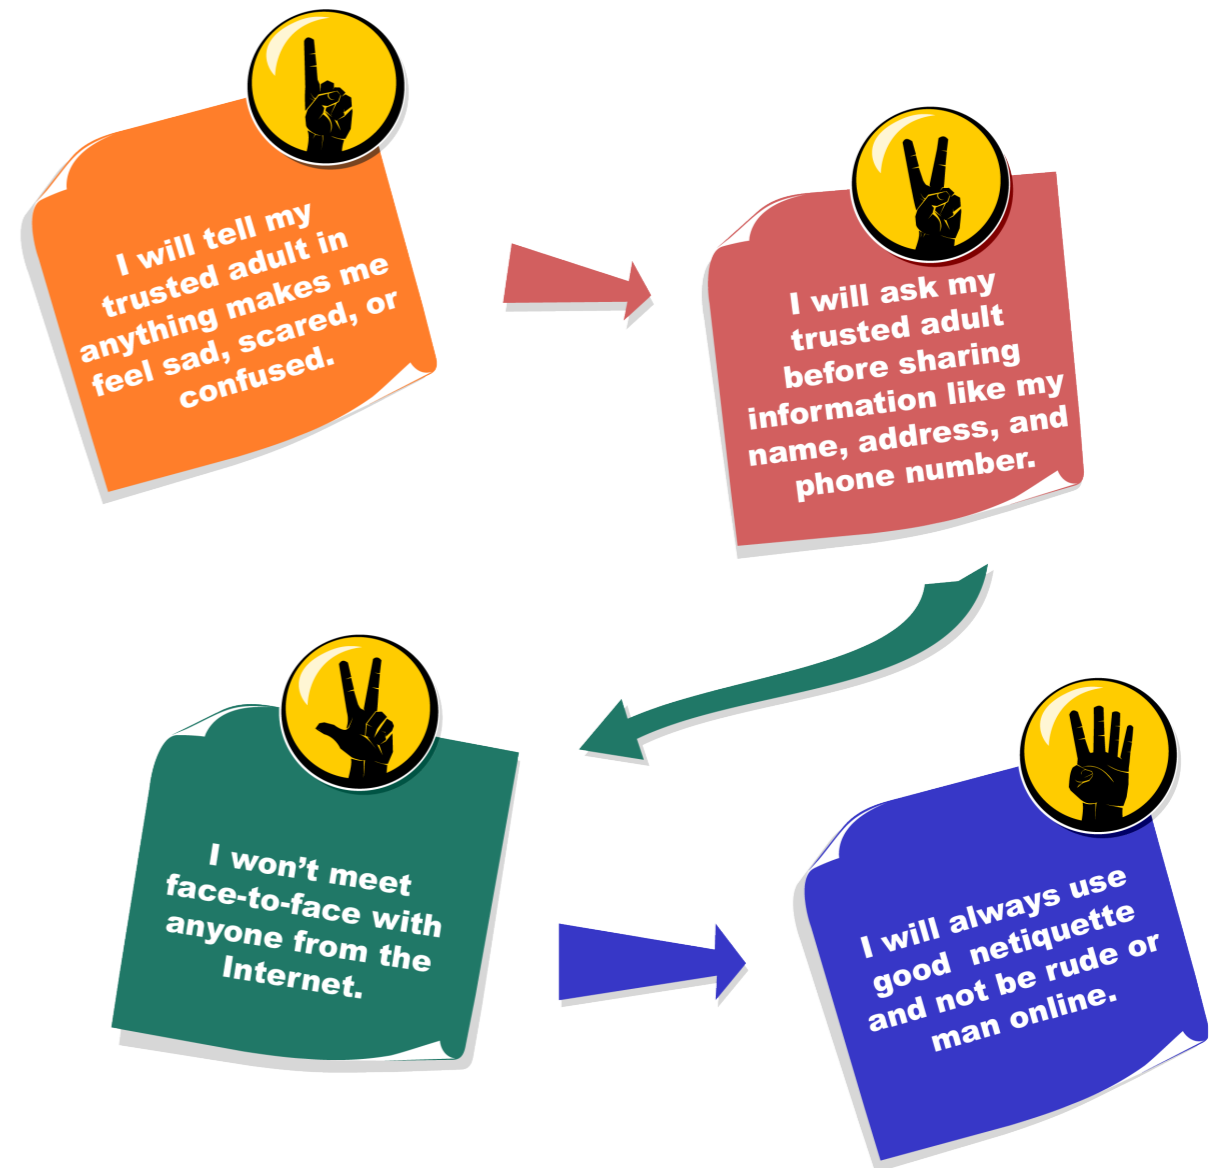 I will tell my
trusted adult in
anything makes me
feel sad, scared, or
confused.
I will ask my
trusted adult
before sharing
information like my
name, address, and
phone number.
I won’t meet
face-to-face with
anyone from the
Internet.
I will always use
good netiquette
and not be rude or
man online.